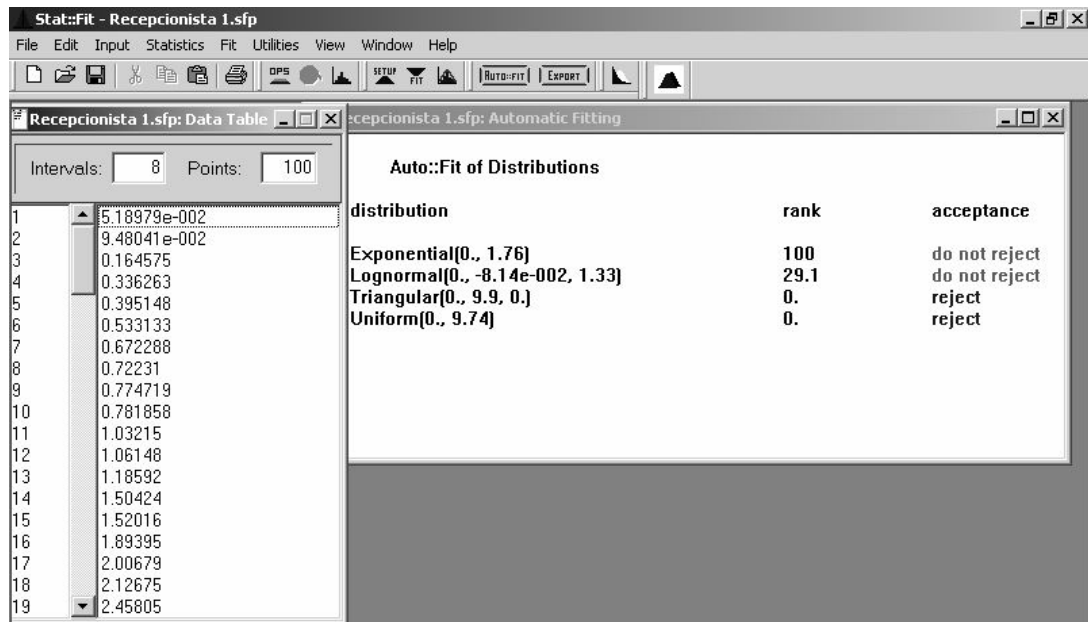 Stat::Fit - Recepcionista 1.sfp
File Edit Input Statistics Fit Utilities View Window Help
OPS SETUP FIT AUTO::FIT EXPORT
Recepcionista 1.sfp: Data Table
Intervals: 8 Points: 100
1 5.18979e-002
2 9.48041e-002
3 0.164575
4 0.336263
5 0.395148
6 0.533133
7 0.672288
8 0.72231
9 0.774719
10 0.781858
11 1.03215
12 1.06148
13 1.18592
14 1.50424
15 1.52016
16 1.89395
17 2.00679
18 2.12675
19 2.45805
ecepcionista 1.sfp: Automatic Fitting
Auto::Fit of Distributions
distribution rank acceptance
Exponential(0., 1.76) 100 do not reject
Lognormal(0., -8.14e-002, 1.33) 29.1 do not reject
Triangular(0., 9.9, 0.) 0. reject
Uniform(0., 9.74) 0. reject